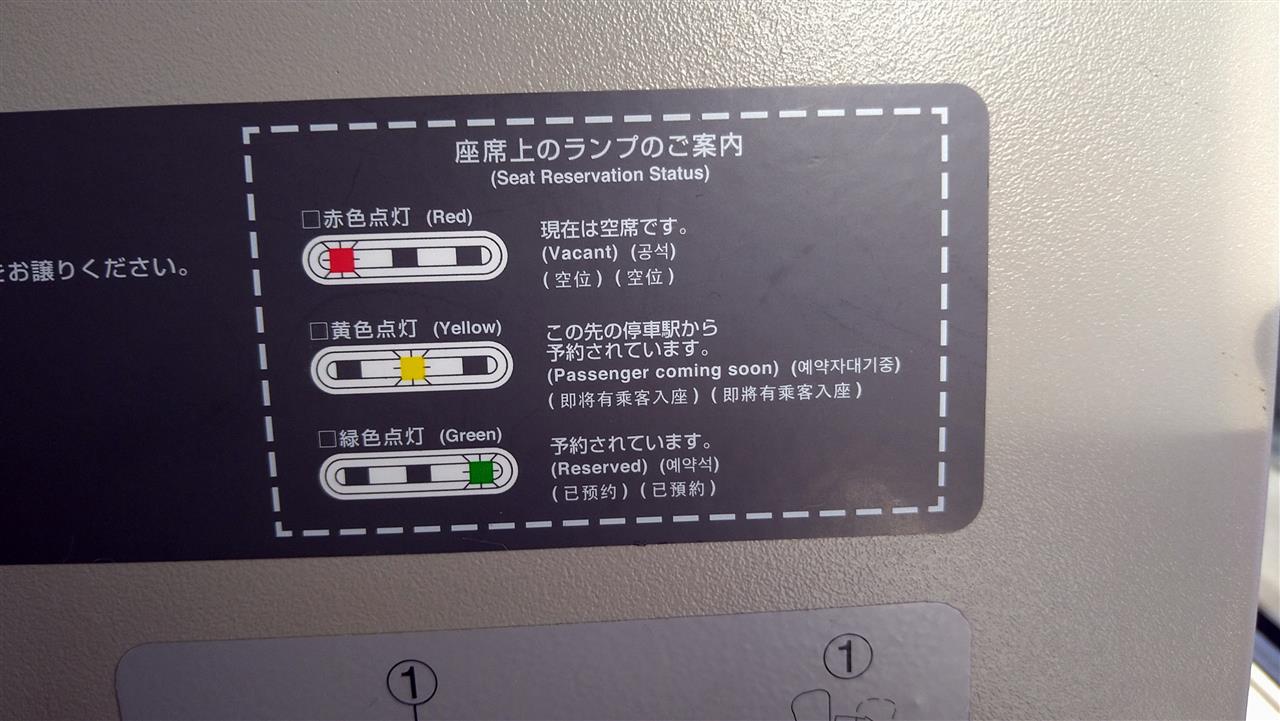 をお譲りください。
座席上のランプのご案内
(Seat Reservation Status)
□赤色点灯 (Red)
現在は空席です。
(Vacant) (공석)
(空位) (空位)
□黄色点灯 (Yellow)
この先の停車駅から
予約されています。
(Passenger coming soon) (예약자대기중)
(即将有乘客入座) (即將有乘客入座)
□緑色点灯 (Green)
予約されています。
(Reserved) (예약석)
(已预约) (已預約)
① ①